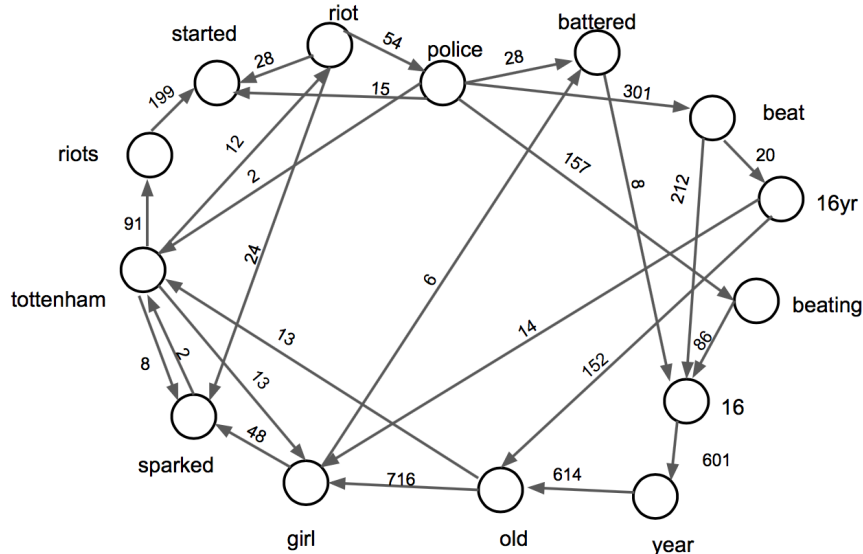 riot
battered
started
54
police
28
28
199
15
301
beat
riots
12
157
20
2
8
212
16yr
91
24
tottenham
6
beating
13
14
86
8
2
13
152
16
48
601
sparked
716
614
girl
old
year